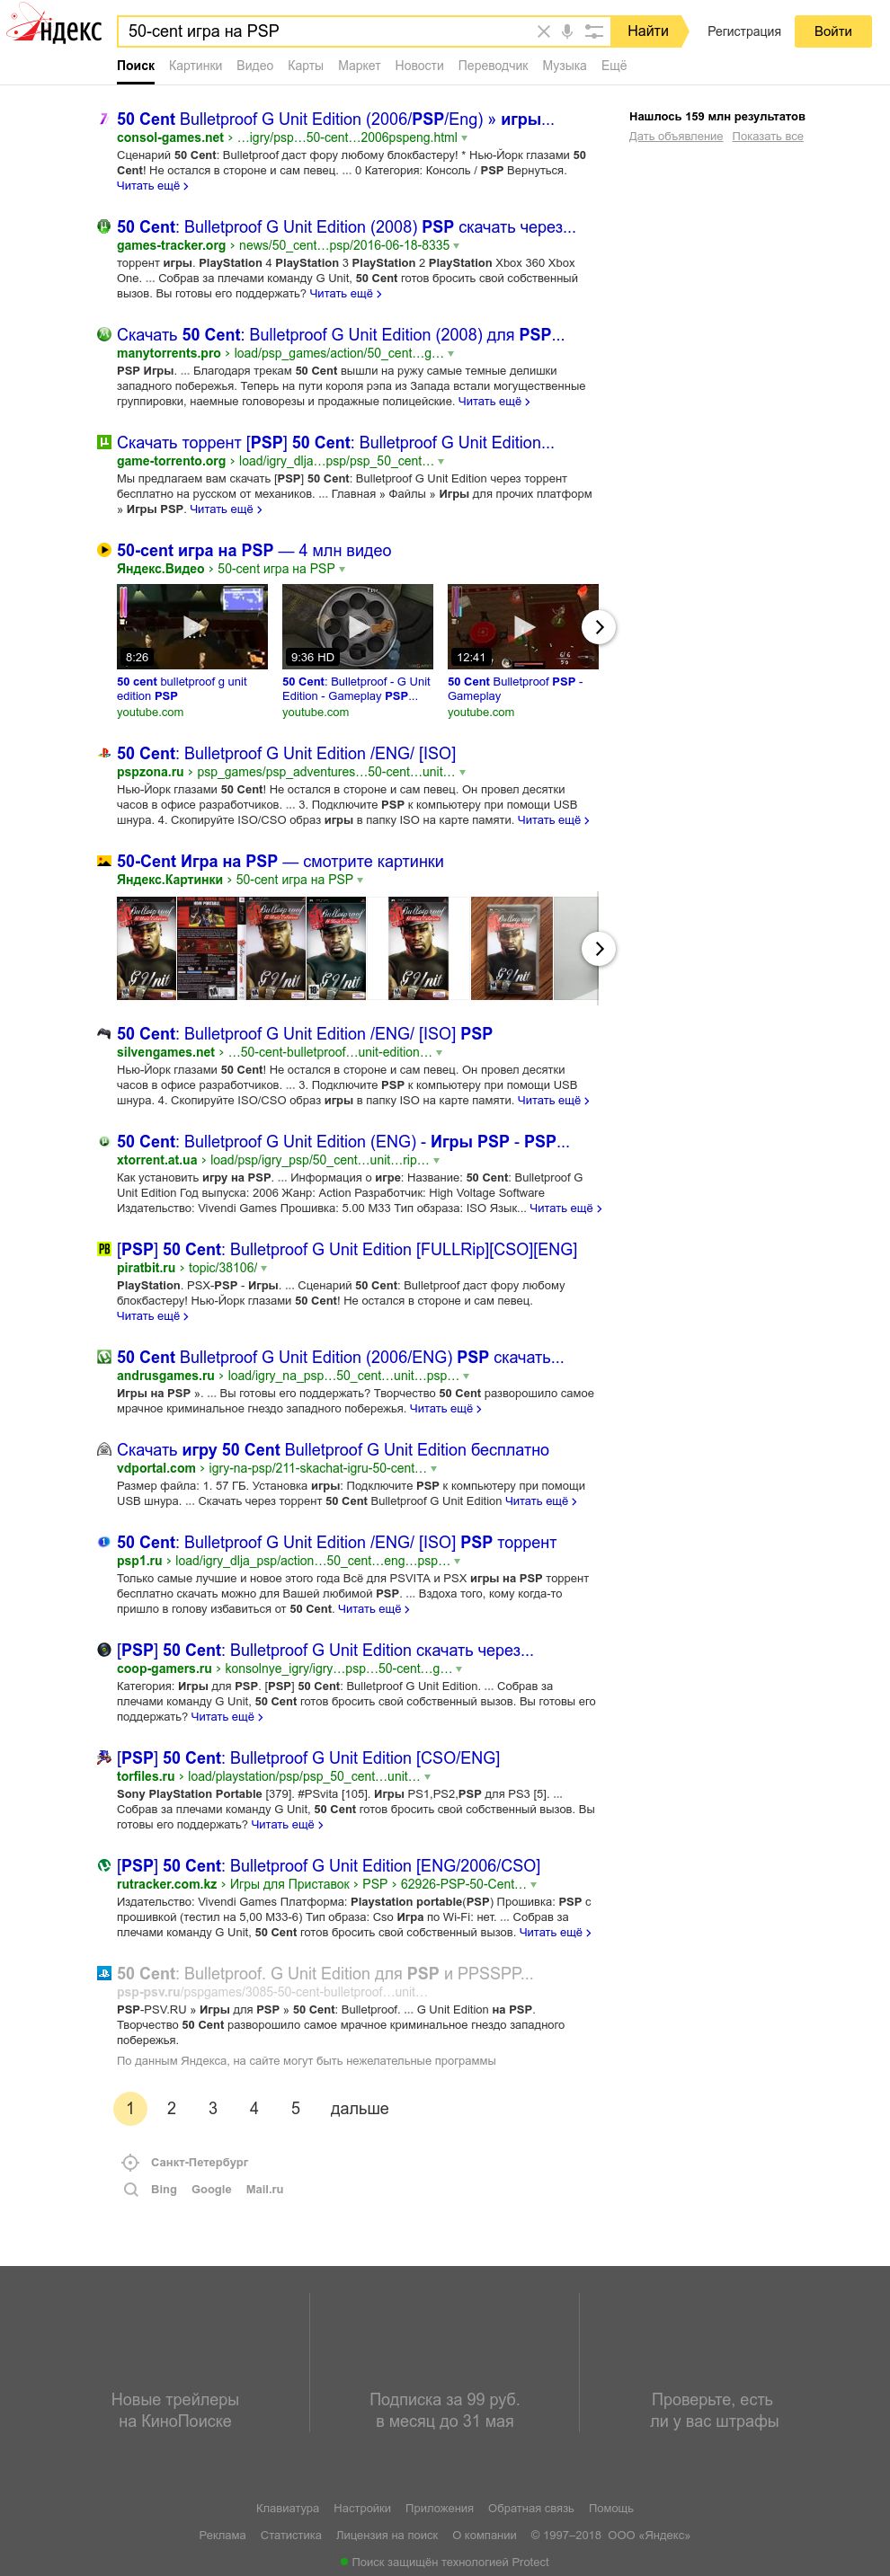 Яндекс
50-cent игра на PSP
Найти
Регистрация
Войти
Поиск Картинки Видео Карты Маркет Новости Переводчик Музыка Ещё
50 Cent Bulletproof G Unit Edition (2006/PSP/Eng) » игры...
consol-games.net › …igry/psp…50-cent…2006pspeng.html
Сценарий 50 Cent: Bulletproof даст фору любому блокбастеру! * Нью-Йорк глазами 50
Cent! Не остался в стороне и сам певец. ... 0 Категория: Консоль / PSP Вернуться.
Читать ещё ›
Нашлось 159 млн результатов
Дать объявление Показать все
50 Cent: Bulletproof G Unit Edition (2008) PSP скачать через...
games-tracker.org › news/50_cent…psp/2016-06-18-8335
торрент игры. PlayStation 4 PlayStation 3 PlayStation 2 PlayStation Xbox 360 Xbox
One. ... Собрав за плечами команду G Unit, 50 Cent готов бросить свой собственный
вызов. Вы готовы его поддержать? Читать ещё ›
Скачать 50 Cent: Bulletproof G Unit Edition (2008) для PSP...
manytorrents.pro › load/psp_games/action/50_cent…g…
PSP Игры. ... Благодаря трекам 50 Cent вышли на ружу самые темные делишки
западного побережья. Теперь на пути короля рэпа из Запада встали могущественные
группировки, наемные головорезы и продажные полицейские. Читать ещё ›
Скачать торрент [PSP] 50 Cent: Bulletproof G Unit Edition...
game-torrento.org › load/igry_dlja…psp/psp_50_cent…
Мы предлагаем вам скачать [PSP] 50 Cent: Bulletproof G Unit Edition через торрент
бесплатно на русском от механиков. ... Главная » Файлы » Игры для прочих платформ
» Игры PSP. Читать ещё ›
50-cent игра на PSP — 4 млн видео
Яндекс.Видео › 50-cent игра на PSP
8:26
9:36 HD
12:41
50 cent bulletproof g unit
edition PSP
youtube.com
50 Cent: Bulletproof - G Unit
Edition - Gameplay PSP...
youtube.com
50 Cent Bulletproof PSP -
Gameplay
youtube.com
50 Cent: Bulletproof G Unit Edition /ENG/ [ISO]
pspzona.ru › psp_games/psp_adventures…50-cent…unit…
Нью-Йорк глазами 50 Cent! Не остался в стороне и сам певец. Он провел десятки
часов в офисе разработчиков. ... 3. Подключите PSP к компьютеру при помощи USB
шнура. 4. Скопируйте ISO/CSO образ игры в папку ISO на карте памяти. Читать ещё ›
50-Cent Игра на PSP — смотрите картинки
Яндекс.Картинки › 50-cent игра на PSP
50 Cent: Bulletproof G Unit Edition /ENG/ [ISO] PSP
silvengames.net › …50-cent-bulletproof…unit-edition…
Нью-Йорк глазами 50 Cent! Не остался в стороне и сам певец. Он провел десятки
часов в офисе разработчиков. ... 3. Подключите PSP к компьютеру при помощи USB
шнура. 4. Скопируйте ISO/CSO образ игры в папку ISO на карте памяти. Читать ещё ›
50 Cent: Bulletproof G Unit Edition (ENG) - Игры PSP - PSP...
xtorrent.at.ua › load/psp/igry_psp/50_cent…unit…rip…
Как установить игру на PSP. ... Информация о игре: Название: 50 Cent: Bulletproof G
Unit Edition Год выпуска: 2006 Жанр: Action Разработчик: High Voltage Software
Издательство: Vivendi Games Прошивка: 5.00 M33 Тип образа: ISO Язык... Читать ещё ›
[PSP] 50 Cent: Bulletproof G Unit Edition [FULLRip][CSO][ENG]
piratbit.ru › topic/38106/
PlayStation. PSX-PSP - Игры. ... Сценарий 50 Cent: Bulletproof даст фору любому
блокбастеру! Нью-Йорк глазами 50 Cent! Не остался в стороне и сам певец.
Читать ещё ›
50 Cent Bulletproof G Unit Edition (2006/ENG) PSP скачать...
andrusgames.ru › load/igry_na_psp…50_cent…unit…psp…
Игры на PSP ». ... Вы готовы его поддержать? Творчество 50 Cent разворошило самое
мрачное криминальное гнездо западного побережья. Читать ещё ›
Скачать игру 50 Cent Bulletproof G Unit Edition бесплатно
vdportal.com › igry-na-psp/211-skachat-igru-50-cent…
Размер файла: 1. 57 ГБ. Установка игры: Подключите PSP к компьютеру при помощи
USB шнура. ... Скачать через торрент 50 Cent Bulletproof G Unit Edition Читать ещё ›
50 Cent: Bulletproof G Unit Edition /ENG/ [ISO] PSP торрент
psp1.ru › load/igry_dlja_psp/action…50_cent…eng…psp…
Только самые лучшие и новое этого года Всё для PSVITA и PSX игры на PSP торрент
бесплатно скачать можно для Вашей любимой PSP. ... Вздоха того, кому когда-то
пришло в голову избавиться от 50 Cent. Читать ещё ›
[PSP] 50 Cent: Bulletproof G Unit Edition скачать через...
coop-gamers.ru › konsolnye_igry/igry…psp…50-cent…g…
Категория: Игры для PSP. [PSP] 50 Cent: Bulletproof G Unit Edition. ... Собрав за
плечами команду G Unit, 50 Cent готов бросить свой собственный вызов. Вы готовы его
поддержать? Читать ещё ›
[PSP] 50 Cent: Bulletproof G Unit Edition [CSO/ENG]
torfiles.ru › load/playstation/psp/psp_50_cent…unit…
Sony PlayStation Portable [379]. #PSvita [105]. Игры PS1,PS2,PSP для PS3 [5]. ...
Собрав за плечами команду G Unit, 50 Cent готов бросить свой собственный вызов. Вы
готовы его поддержать? Читать ещё ›
[PSP] 50 Cent: Bulletproof G Unit Edition [ENG/2006/CSO]
rutracker.com.kz › Игры для Приставок › PSP › 62926-PSP-50-Cent…
Издательство: Vivendi Games Платформа: Playstation portable(PSP) Прошивка: PSP с
прошивкой (тестил на 5,00 M33-6) Тип образа: Cso Игра по Wi-Fi: нет. ... Собрав за
плечами команду G Unit, 50 Cent готов бросить свой собственный вызов. Читать ещё ›
50 Cent: Bulletproof. G Unit Edition для PSP и PPSSPP...
psp-psv.ru/pspgames/3085-50-cent-bulletproof…unit…
PSP-PSV.RU » Игры для PSP » 50 Cent: Bulletproof. ... G Unit Edition на PSP.
Творчество 50 Cent разворошило самое мрачное криминальное гнездо западного
побережья.
По данным Яндекса, на сайте могут быть нежелательные программы
1 2 3 4 5 дальше
Санкт-Петербург
Bing Google Mail.ru
Новые трейлеры
на КиноПоиске
Подписка за 99 руб.
в месяц до 31 мая
Проверьте, есть
ли у вас штрафы
Клавиатура Настройки Приложения Обратная связь Помощь
Реклама Статистика Лицензия на поиск О компании © 1997–2018 ООО «Яндекс»
Поиск защищён технологией Protect